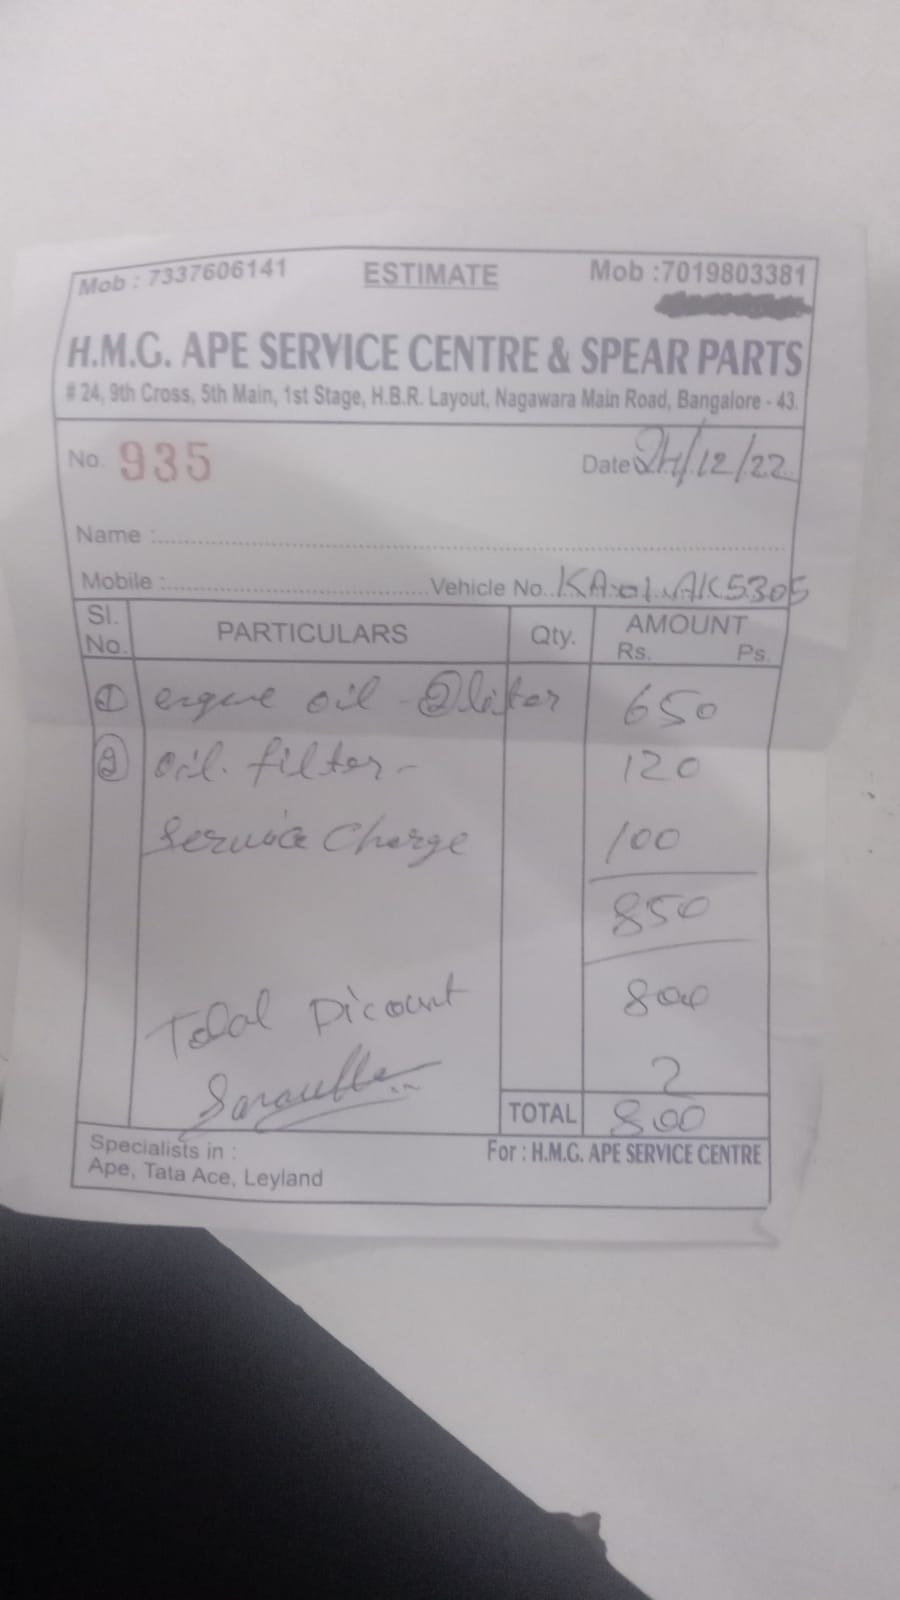 Mob : 7337606141 ESTIMATE Mob :7019803381
H.M.G. APE SERVICE CENTRE & SPEAR PARTS
# 24, 9th Cross, 5th Main, 1st Stage, H.B.R. Layout, Nagawara Main Road, Bangalore - 43.
No. 935 Date 24/12/22
Name :
Mobile : Vehicle No. KA-01-AK5305
Sl. No. PARTICULARS Qty. AMOUNT Rs. Ps.
① engine oil - ② liter 650
② oil. filter - 120
Service Charge 100
850
Total Dicount 800
2
TOTAL 800
Specialists in : For : H.M.G. APE SERVICE CENTRE
Ape, Tata Ace, Leyland